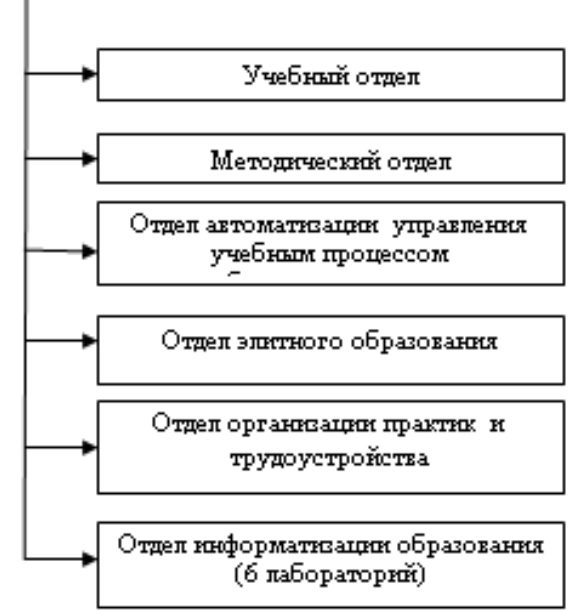 Учебный отдел
Методический отдел
Отдел автоматизации управления
учебным процессом
Отдел элитного образования
Отдел организации практик и
трудоустройства
Отдел информатизации образования
(6 лабораторий)